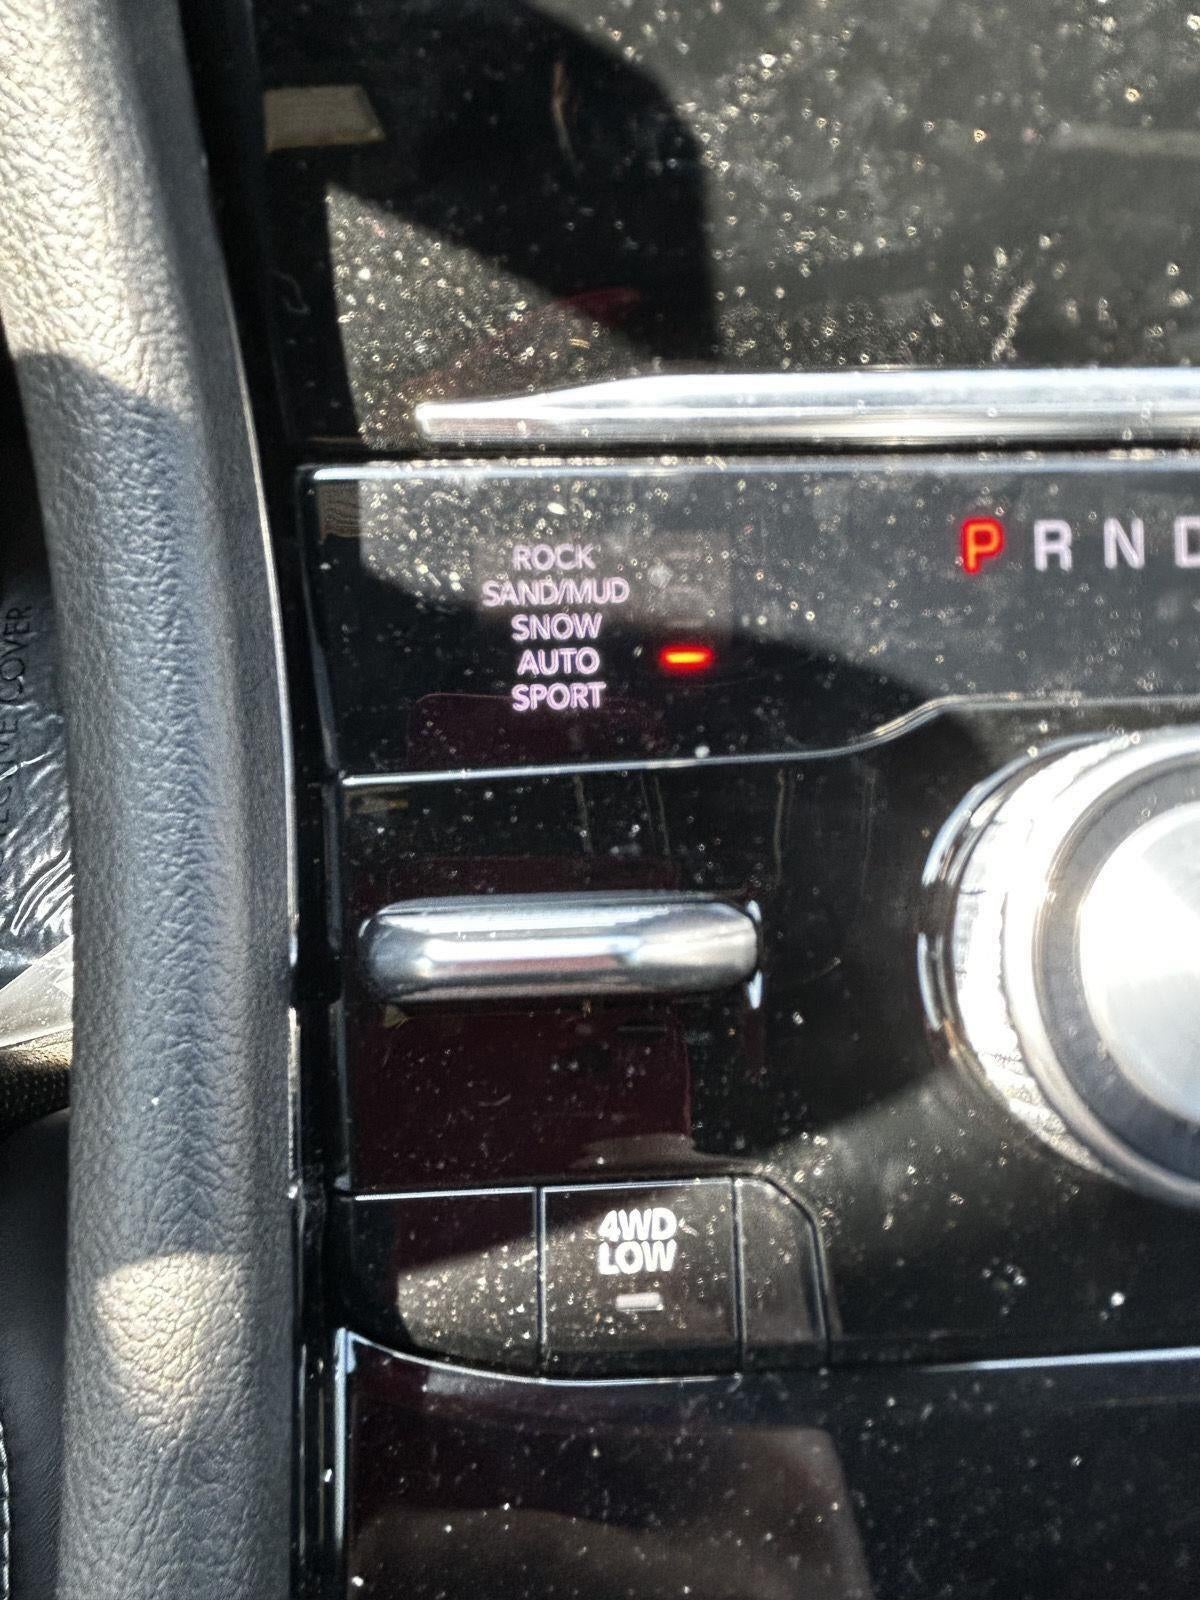 ROCK
SAND/MUD
SNOW
AUTO
SPORT
P R N D
4WD
LOW